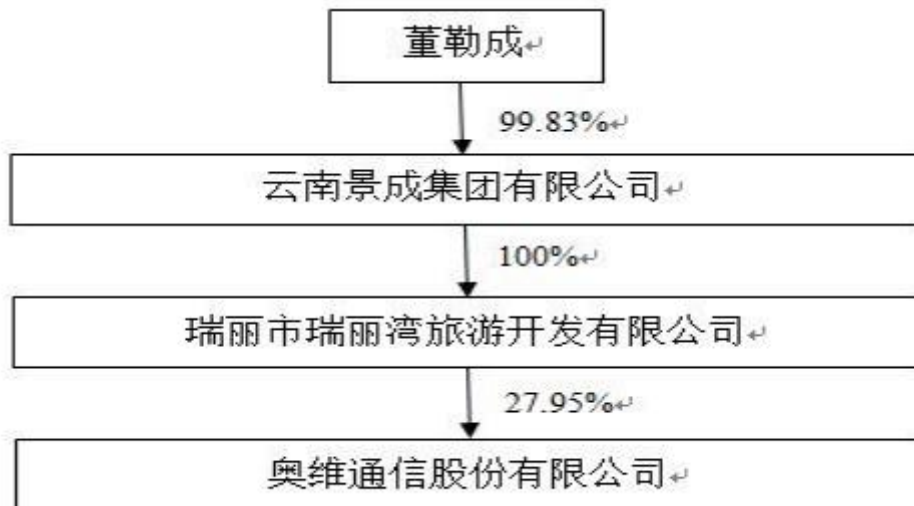 董勒成
99.83%
云南景成集团有限公司
100%
瑞丽市瑞丽湾旅游开发有限公司
27.95%
奥维通信股份有限公司